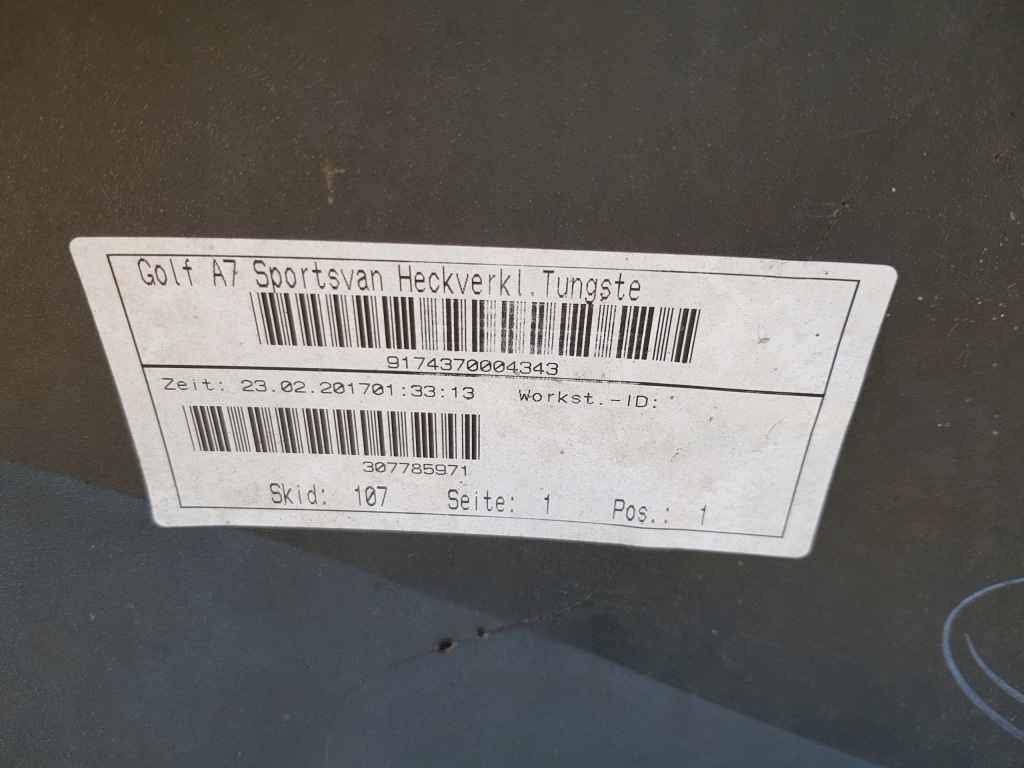 Golf A7 Sportsvan Heckverkl.Tungste
9174370004343
Zeit: 23.02.201701:33:13 Workst.-ID:
307785971
Skid: 107 Seite: 1 Pos.: 1